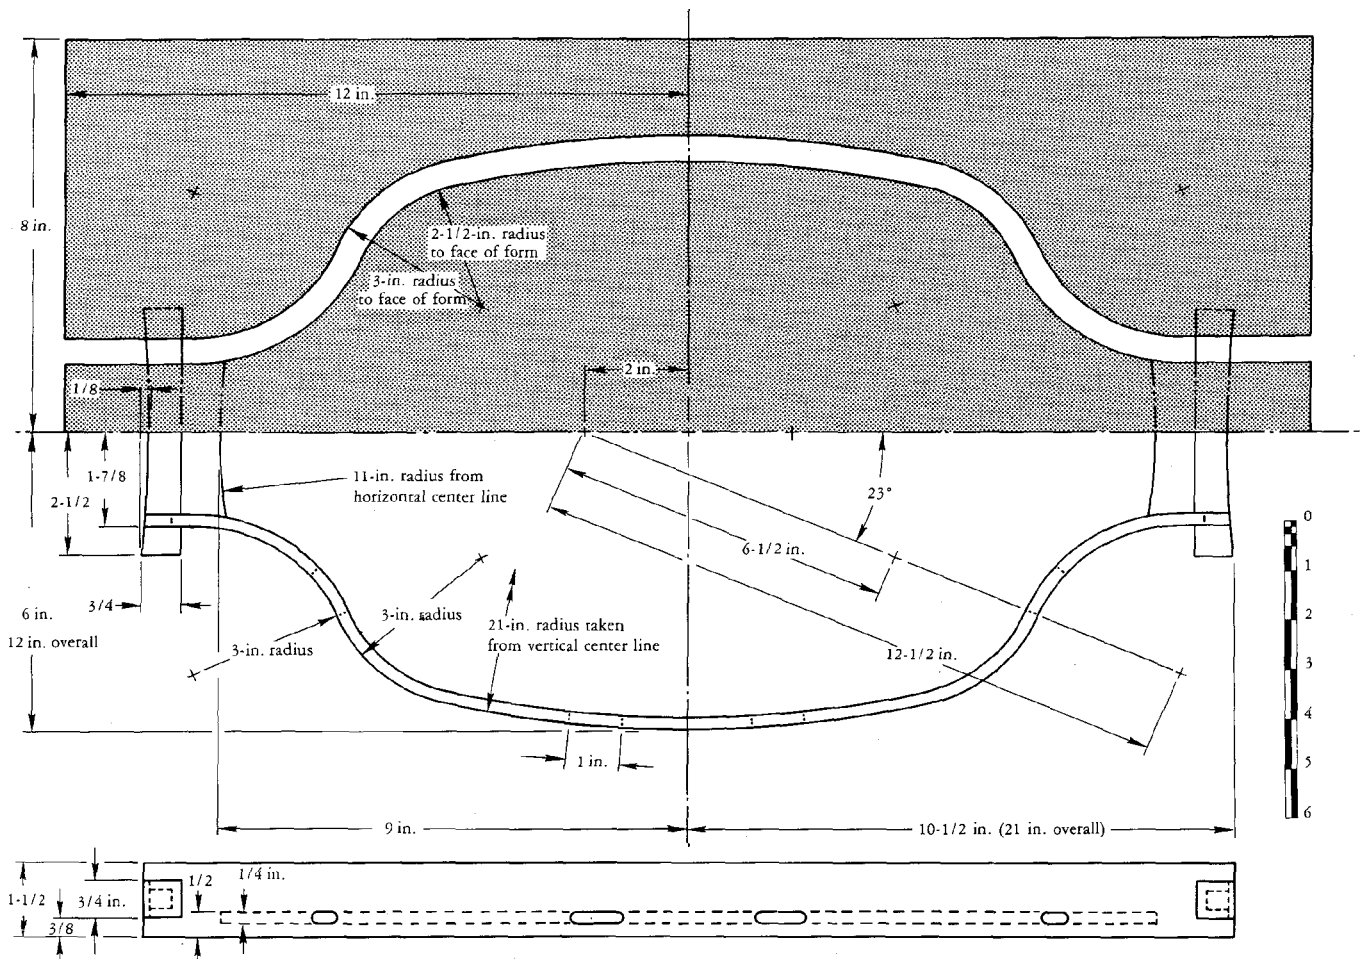 12 in.
8 in.
2-1/2-in. radius
to face of form
3-in. radius
to face of form
1/8
2 in.
1-7/8
2-1/2
11-in. radius from
horizontal center line
23°
6-1/2 in.
0
1
2
3
4
5
6
3/4
6 in.
12 in. overall
3-in. radius
3-in. radius
21-in. radius taken
from vertical center line
12-1/2 in.
1 in.
9 in.
10-1/2 in. (21 in. overall)
1-1/2
3/4 in.
3/8
1/2
1/4 in.